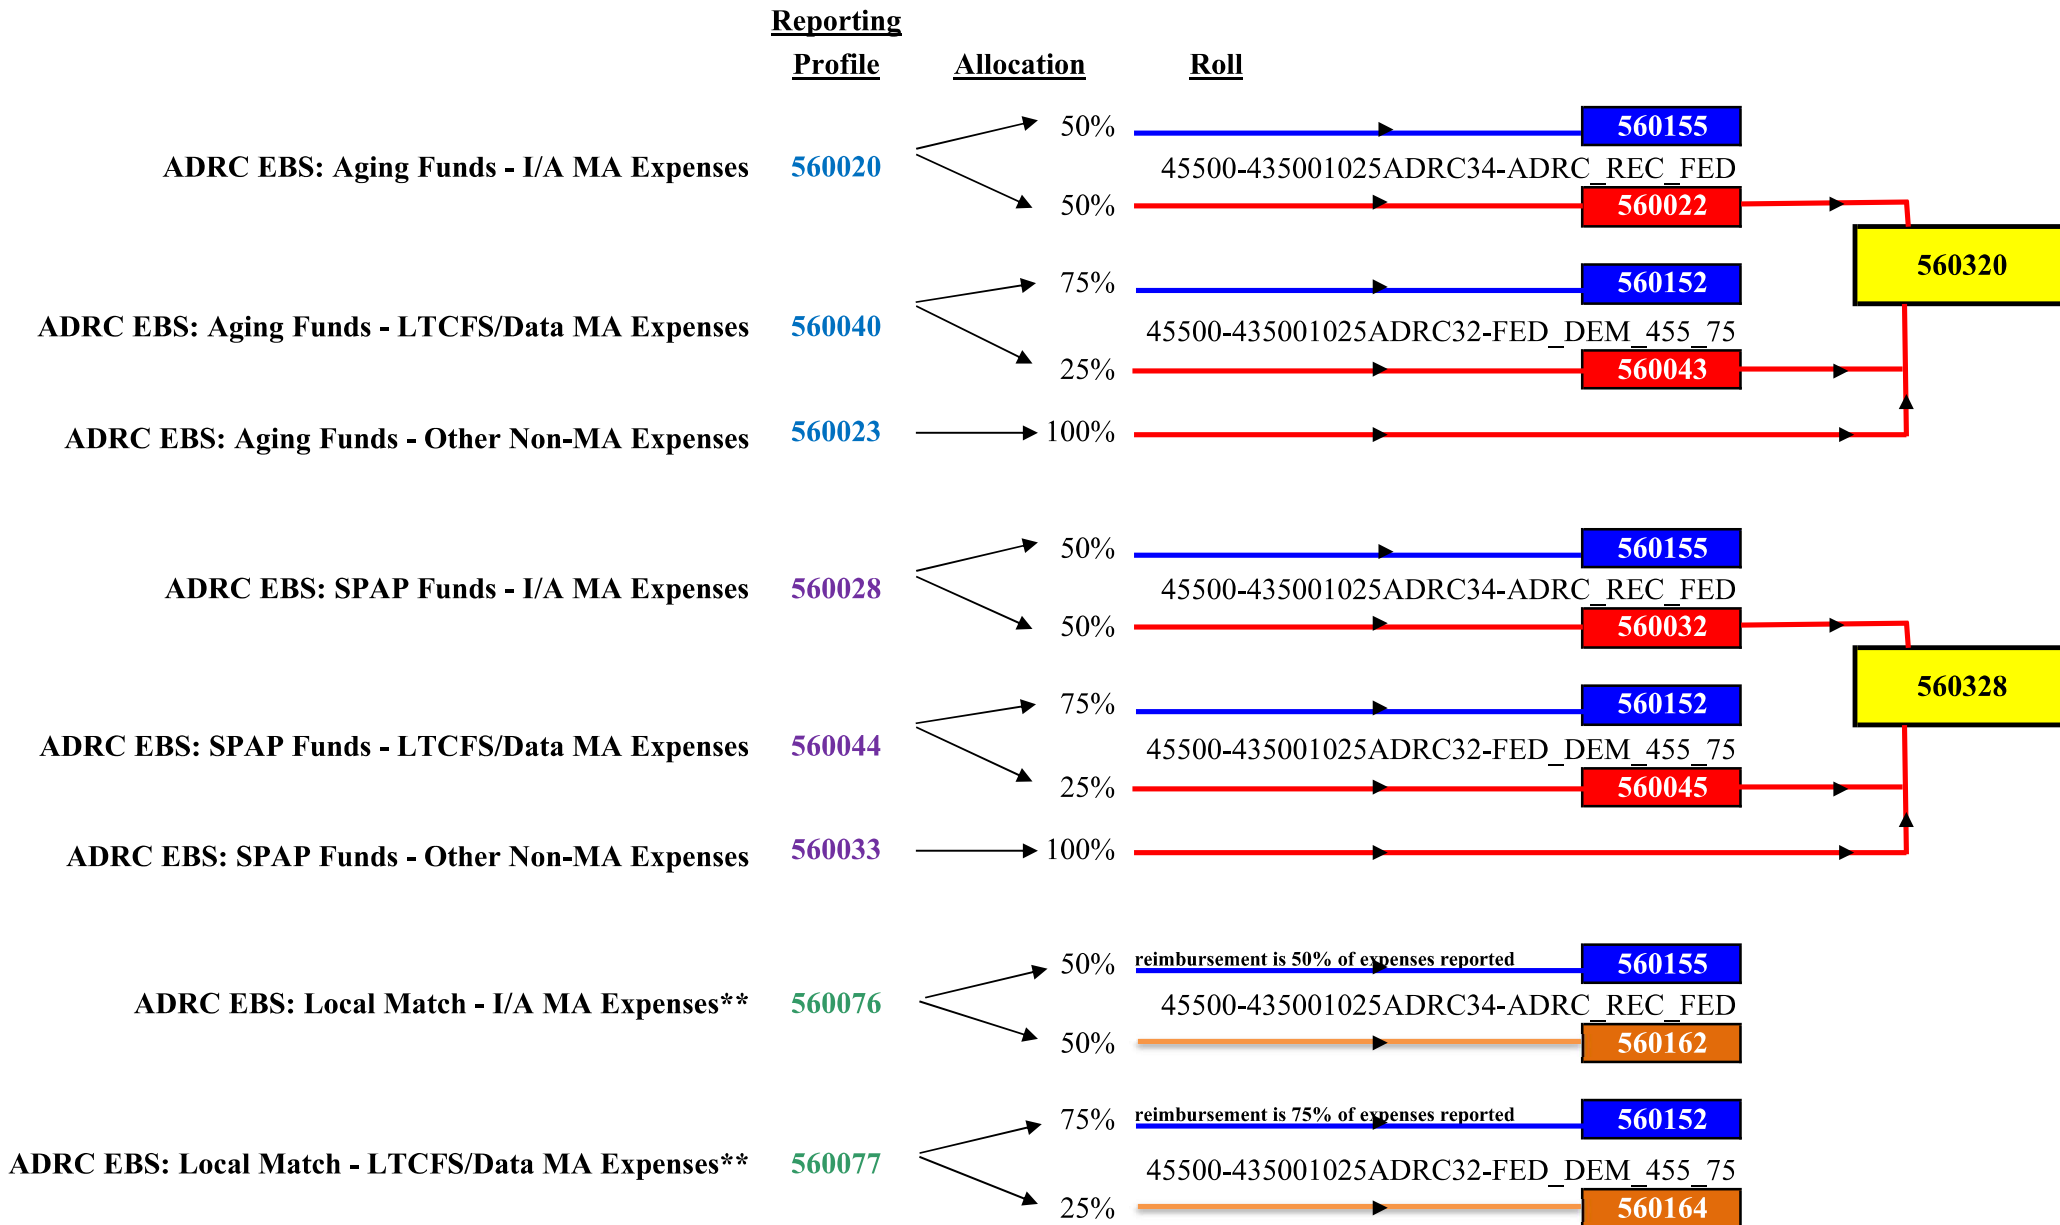 Reporting
Profile Allocation Roll
50% 560155
ADRC EBS: Aging Funds - I/A MA Expenses 560020 45500-435001025ADRC34-ADRC_REC_FED
50% 560022
560320
75% 560152
ADRC EBS: Aging Funds - LTCFS/Data MA Expenses 560040 45500-435001025ADRC32-FED_DEM_455_75
25% 560043
ADRC EBS: Aging Funds - Other Non-MA Expenses 560023 100%
50% 560155
ADRC EBS: SPAP Funds - I/A MA Expenses 560028 45500-435001025ADRC34-ADRC_REC_FED
50% 560032
560328
75% 560152
ADRC EBS: SPAP Funds - LTCFS/Data MA Expenses 560044 45500-435001025ADRC32-FED_DEM_455_75
25% 560045
ADRC EBS: SPAP Funds - Other Non-MA Expenses 560033 100%
50% reimbursement is 50% of expenses reported 560155
ADRC EBS: Local Match - I/A MA Expenses** 560076 45500-435001025ADRC34-ADRC_REC_FED
50% 560162
75% reimbursement is 75% of expenses reported 560152
ADRC EBS: Local Match - LTCFS/Data MA Expenses** 560077 45500-435001025ADRC32-FED_DEM_455_75
25% 560164